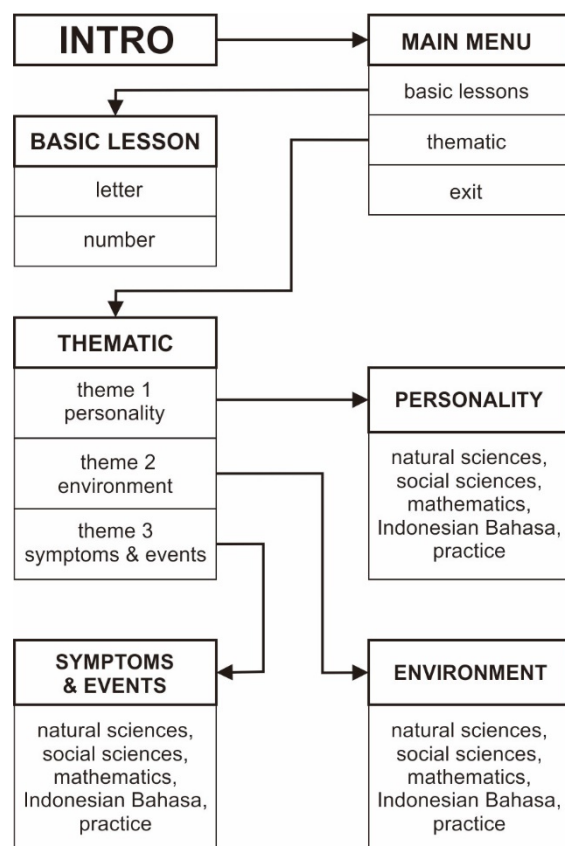 INTRO
MAIN MENU
basic lessons
thematic
exit
BASIC LESSON
letter
number
THEMATIC
theme 1
personality
theme 2
environment
theme 3
symptoms & events
PERSONALITY
natural sciences,
social sciences,
mathematics,
Indonesian Bahasa,
practice
SYMPTOMS
& EVENTS
natural sciences,
social sciences,
mathematics,
Indonesian Bahasa,
practice
ENVIRONMENT
natural sciences,
social sciences,
mathematics,
Indonesian Bahasa,
practice